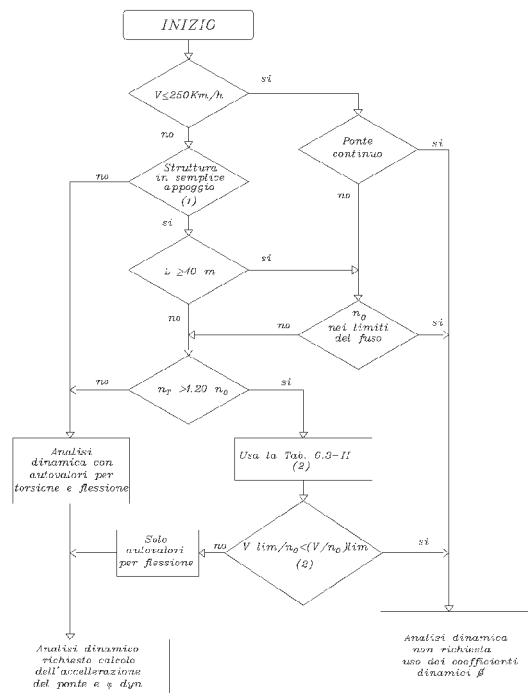 INIZIO
V≤250Km/h
si
no
Ponte
continuo
si
no
Struttura
in semplice
appoggio
(1)
no
si
L ≥40 m
si
no
n₀
nei limiti
del fuso
no
si
n_T >1.20 n₀
no
si
Analisi
dinamica con
autovalori per
torsione e flessione
Usa la Tab. 6.3-II
(2)
V lim/n₀<(V/n₀)lim
(2)
no
si
Solo
autovalori
per flessione
Analisi dinamica
richiesto calcolo
dell'accellerazione
del ponte e φ dyn
Analisi dinamica
non richiesta
uso dei coefficienti
dinamici ϕ